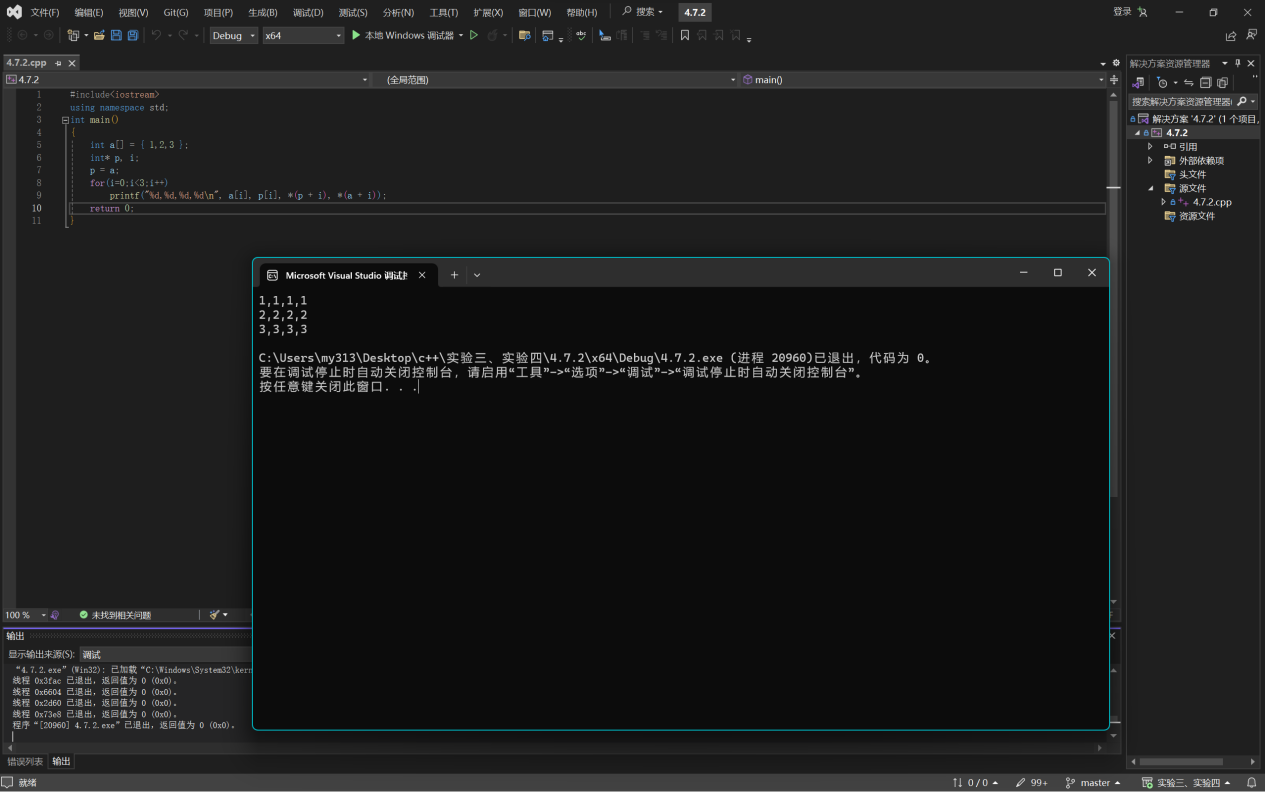 文件(F) 编辑(E) 视图(V) Git(G) 项目(P) 生成(B) 调试(D) 测试(S) 分析(N) 工具(T) 扩展(X) 窗口(W) 帮助(H) 搜索 4.7.2 登录
Debug x64 本地 Windows 调试器
4.7.2.cpp
4.7.2 (全局范围) main()
1 #include<iostream>
2 using namespace std;
3 int main()
4 {
5 int a[] = { 1,2,3 };
6 int* p, i;
7 p = a;
8 for(i=0;i<3;i++)
9 printf("%d,%d,%d,%d\n", a[i], p[i], *(p + i), *(a + i));
10 return 0;
11 }
解决方案资源管理器
搜索解决方案资源管理器(
解决方案 '4.7.2' (1 个项目,
4.7.2
引用
外部依赖项
头文件
源文件
4.7.2.cpp
资源文件
Microsoft Visual Studio 调试
1,1,1,1
2,2,2,2
3,3,3,3
C:\Users\my313\Desktop\c++\实验三、实验四\4.7.2\x64\Debug\4.7.2.exe (进程 20960)已退出，代码为 0。
要在调试停止时自动关闭控制台，请启用“工具”->“选项”->“调试”->“调试停止时自动关闭控制台”。
按任意键关闭此窗口. . .
100 % 未找到相关问题
输出
显示输出来源(S): 调试
“4.7.2.exe”(Win32): 已加载“C:\Windows\System32\kern
线程 0x3fac 已退出，返回值为 0 (0x0)。
线程 0x6604 已退出，返回值为 0 (0x0)。
线程 0x2d60 已退出，返回值为 0 (0x0)。
线程 0x73e8 已退出，返回值为 0 (0x0)。
程序“[20960] 4.7.2.exe”已退出，返回值为 0 (0x0)。
错误列表 输出
就绪 0 / 0 99+ master 实验三、实验四